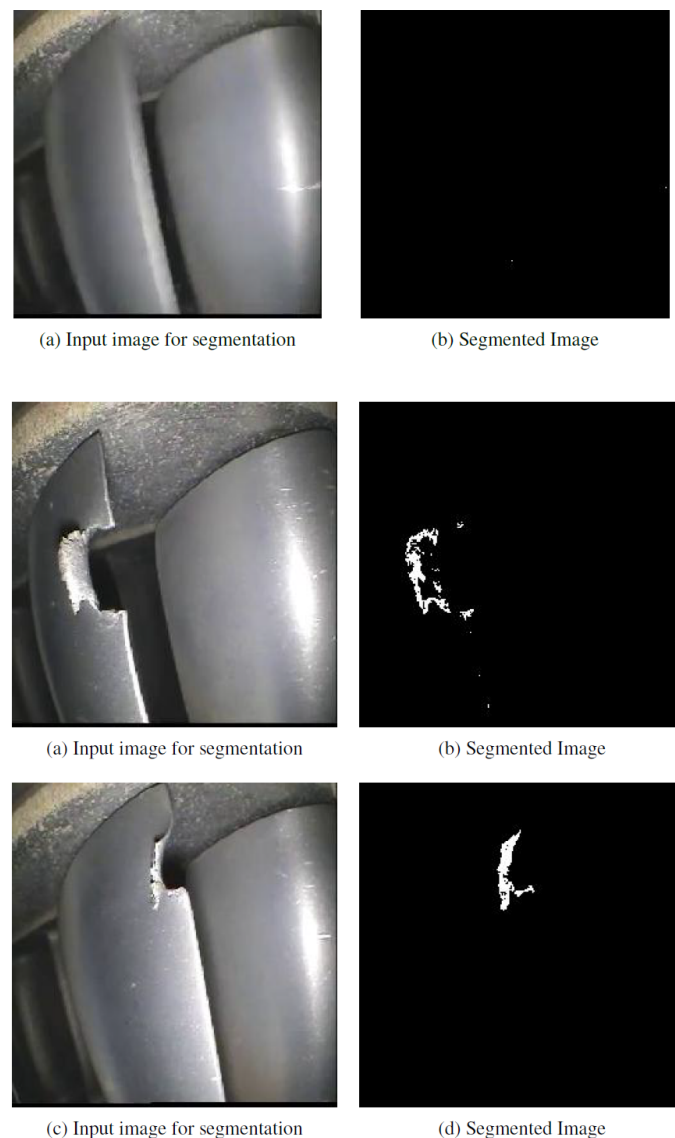 (a) Input image for segmentation
(b) Segmented Image
(a) Input image for segmentation
(b) Segmented Image
(c) Input image for segmentation
(d) Segmented Image